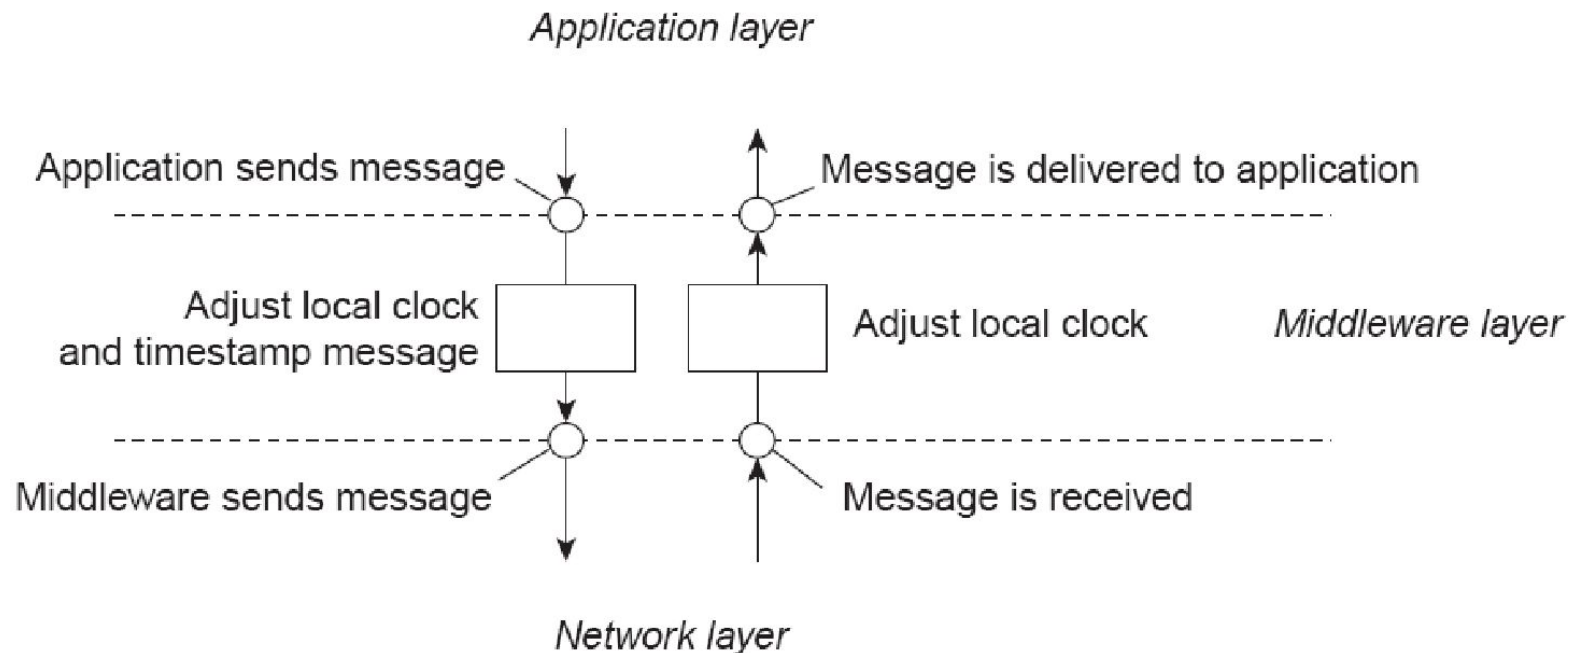 Application layer
Application sends message
Message is delivered to application
Adjust local clock
and timestamp message
Adjust local clock
Middleware layer
Middleware sends message
Message is received
Network layer